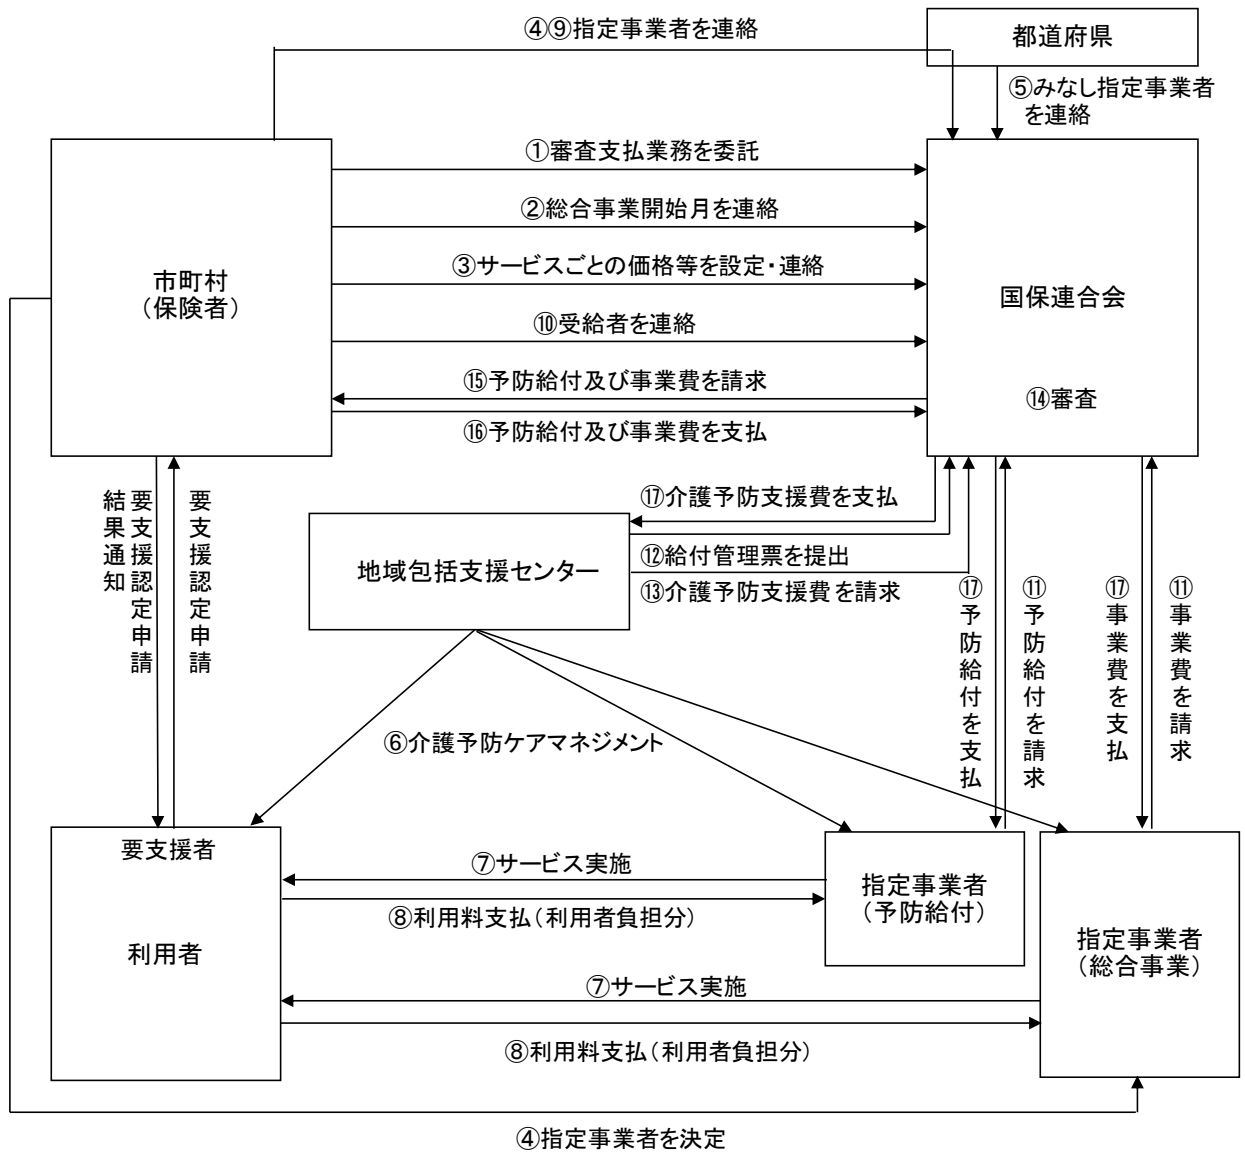 ④⑨指定事業者を連絡
都道府県
⑤みなし指定事業者
を連絡
①審査支払業務を委託
②総合事業開始月を連絡
③サービスごとの価格等を設定・連絡
市町村
（保険者）
国保連合会
⑩受給者を連絡
⑮予防給付及び事業費を請求
⑭審査
⑯予防給付及び事業費を支払
要支援認定申請
結果通知
要支援認定申請
⑰介護予防支援費を支払
地域包括支援センター
⑫給付管理票を提出
⑬介護予防支援費を請求
⑰予防給付を支払
⑪予防給付を請求
⑰事業費を支払
⑪事業費を請求
⑥介護予防ケアマネジメント
要支援者
利用者
⑦サービス実施
⑧利用料支払（利用者負担分）
指定事業者
（予防給付）
指定事業者
（総合事業）
⑦サービス実施
⑧利用料支払（利用者負担分）
④指定事業者を決定